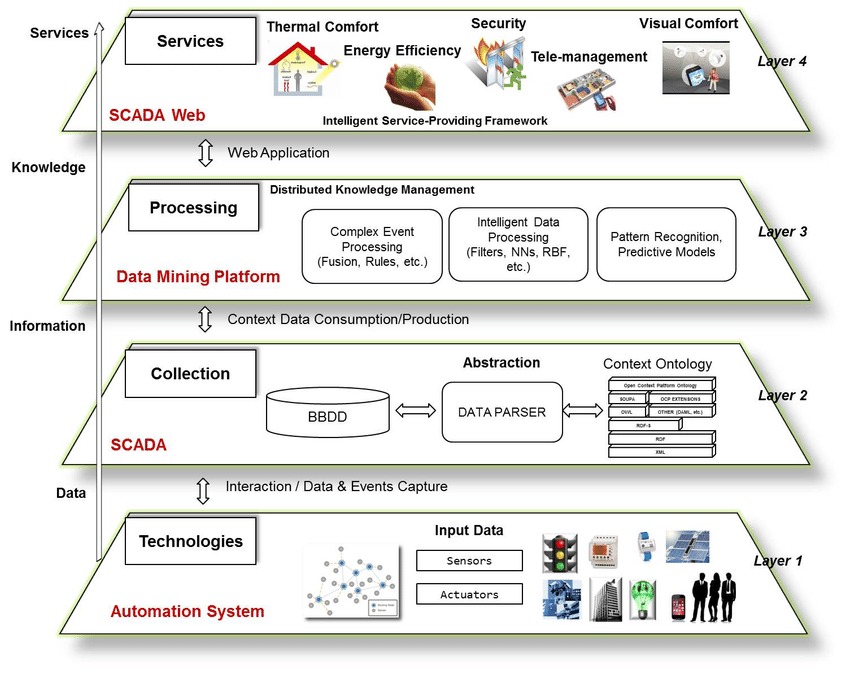 Services
Services
Thermal Comfort
Energy Efficiency
Security
Tele-management
Visual Comfort
Layer 4
SCADA Web
Intelligent Service-Providing Framework
Web Application
Knowledge
Processing
Distributed Knowledge Management
Complex Event
Processing
(Fusion, Rules, etc.)
Intelligent Data
Processing
(Filters, NNs, RBF,
etc.)
Pattern Recognition,
Predictive Models
Layer 3
Data Mining Platform
Information
Context Data Consumption/Production
Collection
Abstraction
Context Ontology
BBDD
DATA PARSER
Open Context Platform Ontology
SOUPA
OCP EXTENSIONS
OWL
OTHER (DAML, etc.)
RDF-S
RDF
XML
Layer 2
SCADA
Data
Interaction / Data & Events Capture
Technologies
Input Data
Sensors
Actuators
Layer 1
Automation System